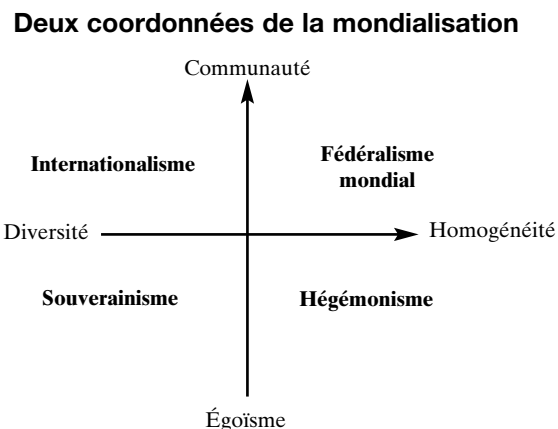 Deux coordonnées de la mondialisation
Communauté
Internationalisme
Fédéralisme
mondial
Diversité
Homogénéité
Souverainisme
Hégémonisme
Égoïsme